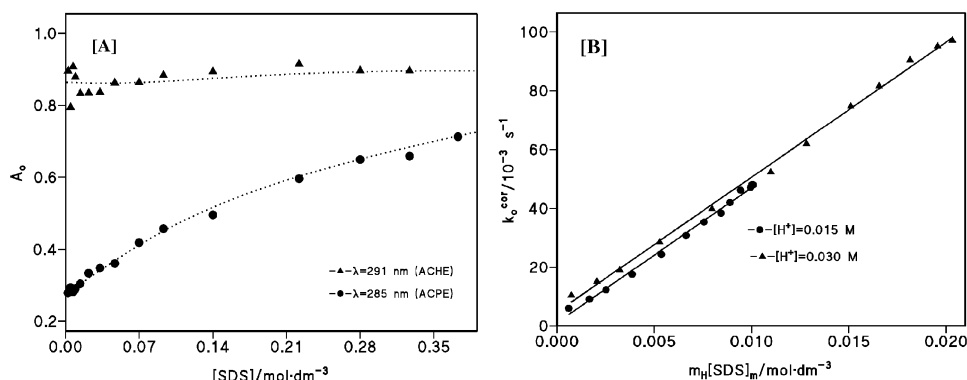 [A]
1.0
0.8
0.6
0.4
0.2
A₀
0.00 0.07 0.14 0.21 0.28 0.35
[SDS]/mol·dm⁻³
▲-λ=291 nm (ACHE)
●-λ=285 nm (ACPE)
[B]
100
80
60
40
20
0
k₀ᶜᵒʳ/10⁻³ s⁻¹
0.000 0.005 0.010 0.015 0.020
m_H[SDS]_m/mol·dm⁻³
●-[H⁺]=0.015 M
▲-[H⁺]=0.030 M